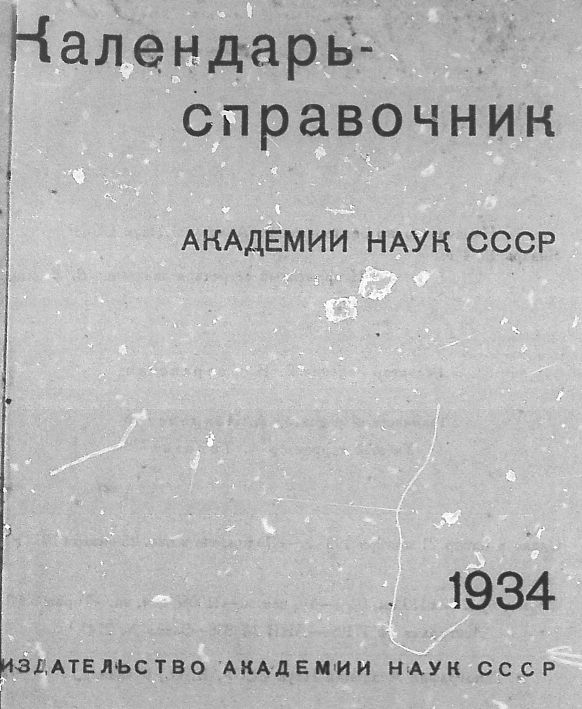 Календарь-
справочник
АКАДЕМИИ НАУК СССР
1934
ИЗДАТЕЛЬСТВО АКАДЕМИИ НАУК СССР